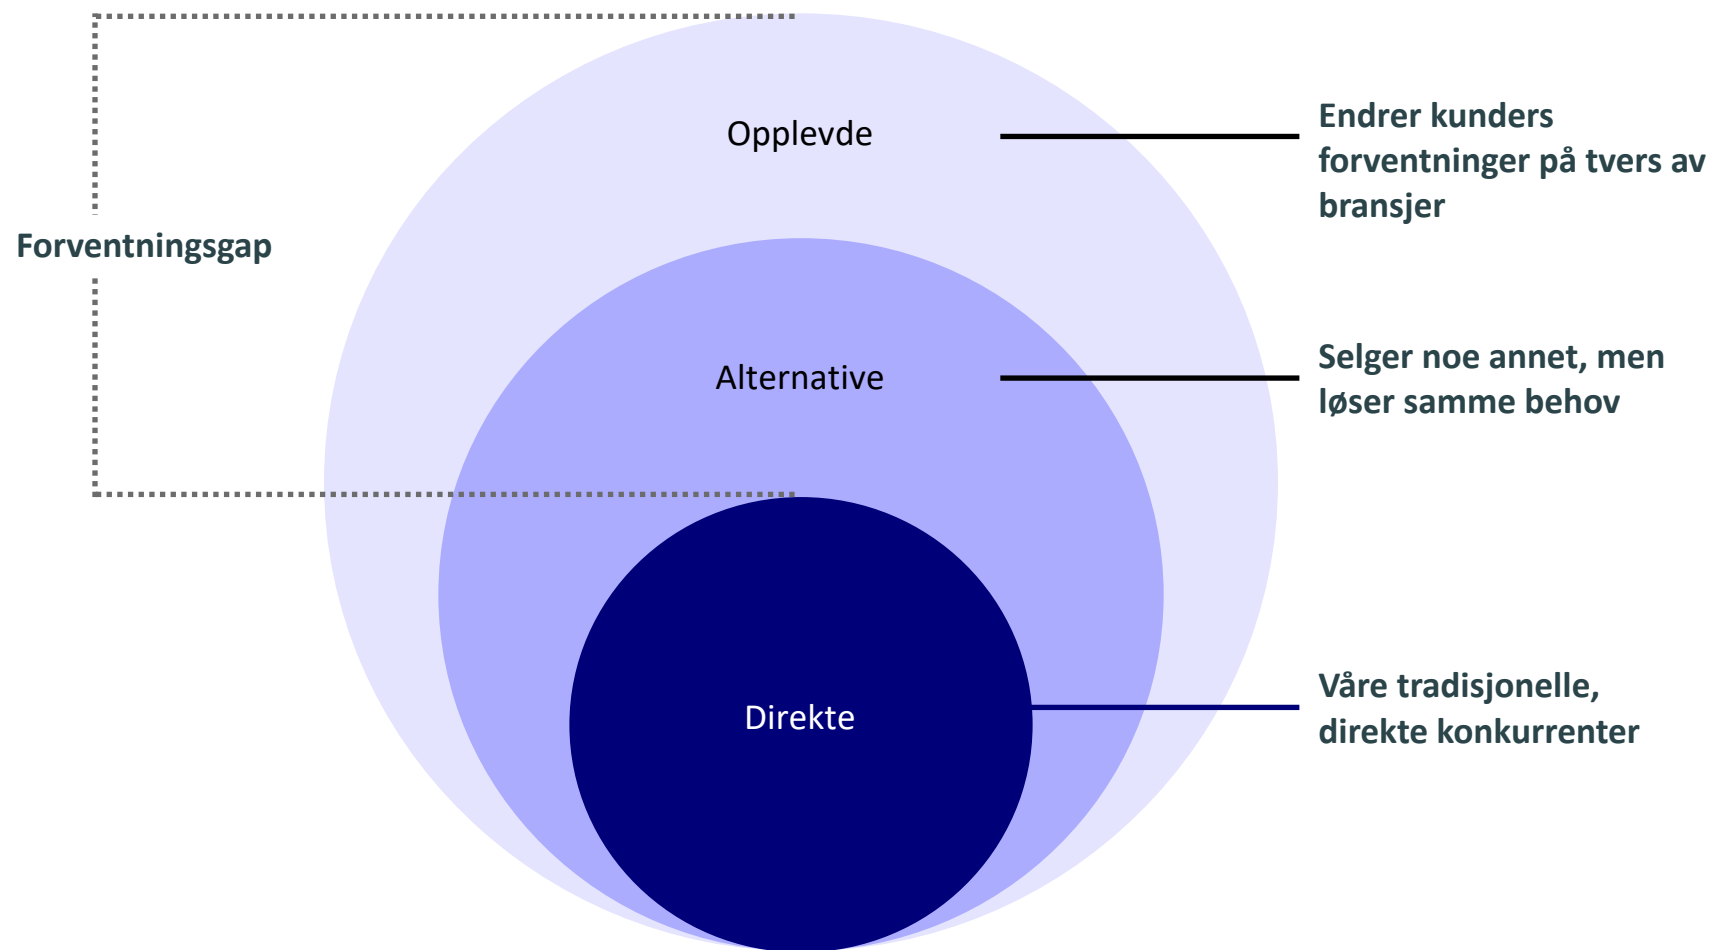 Opplevde
Endrer kunders
forventninger på tvers av
bransjer
Forventningsgap
Alternative
Selger noe annet, men
løser samme behov
Direkte
Våre tradisjonelle,
direkte konkurrenter